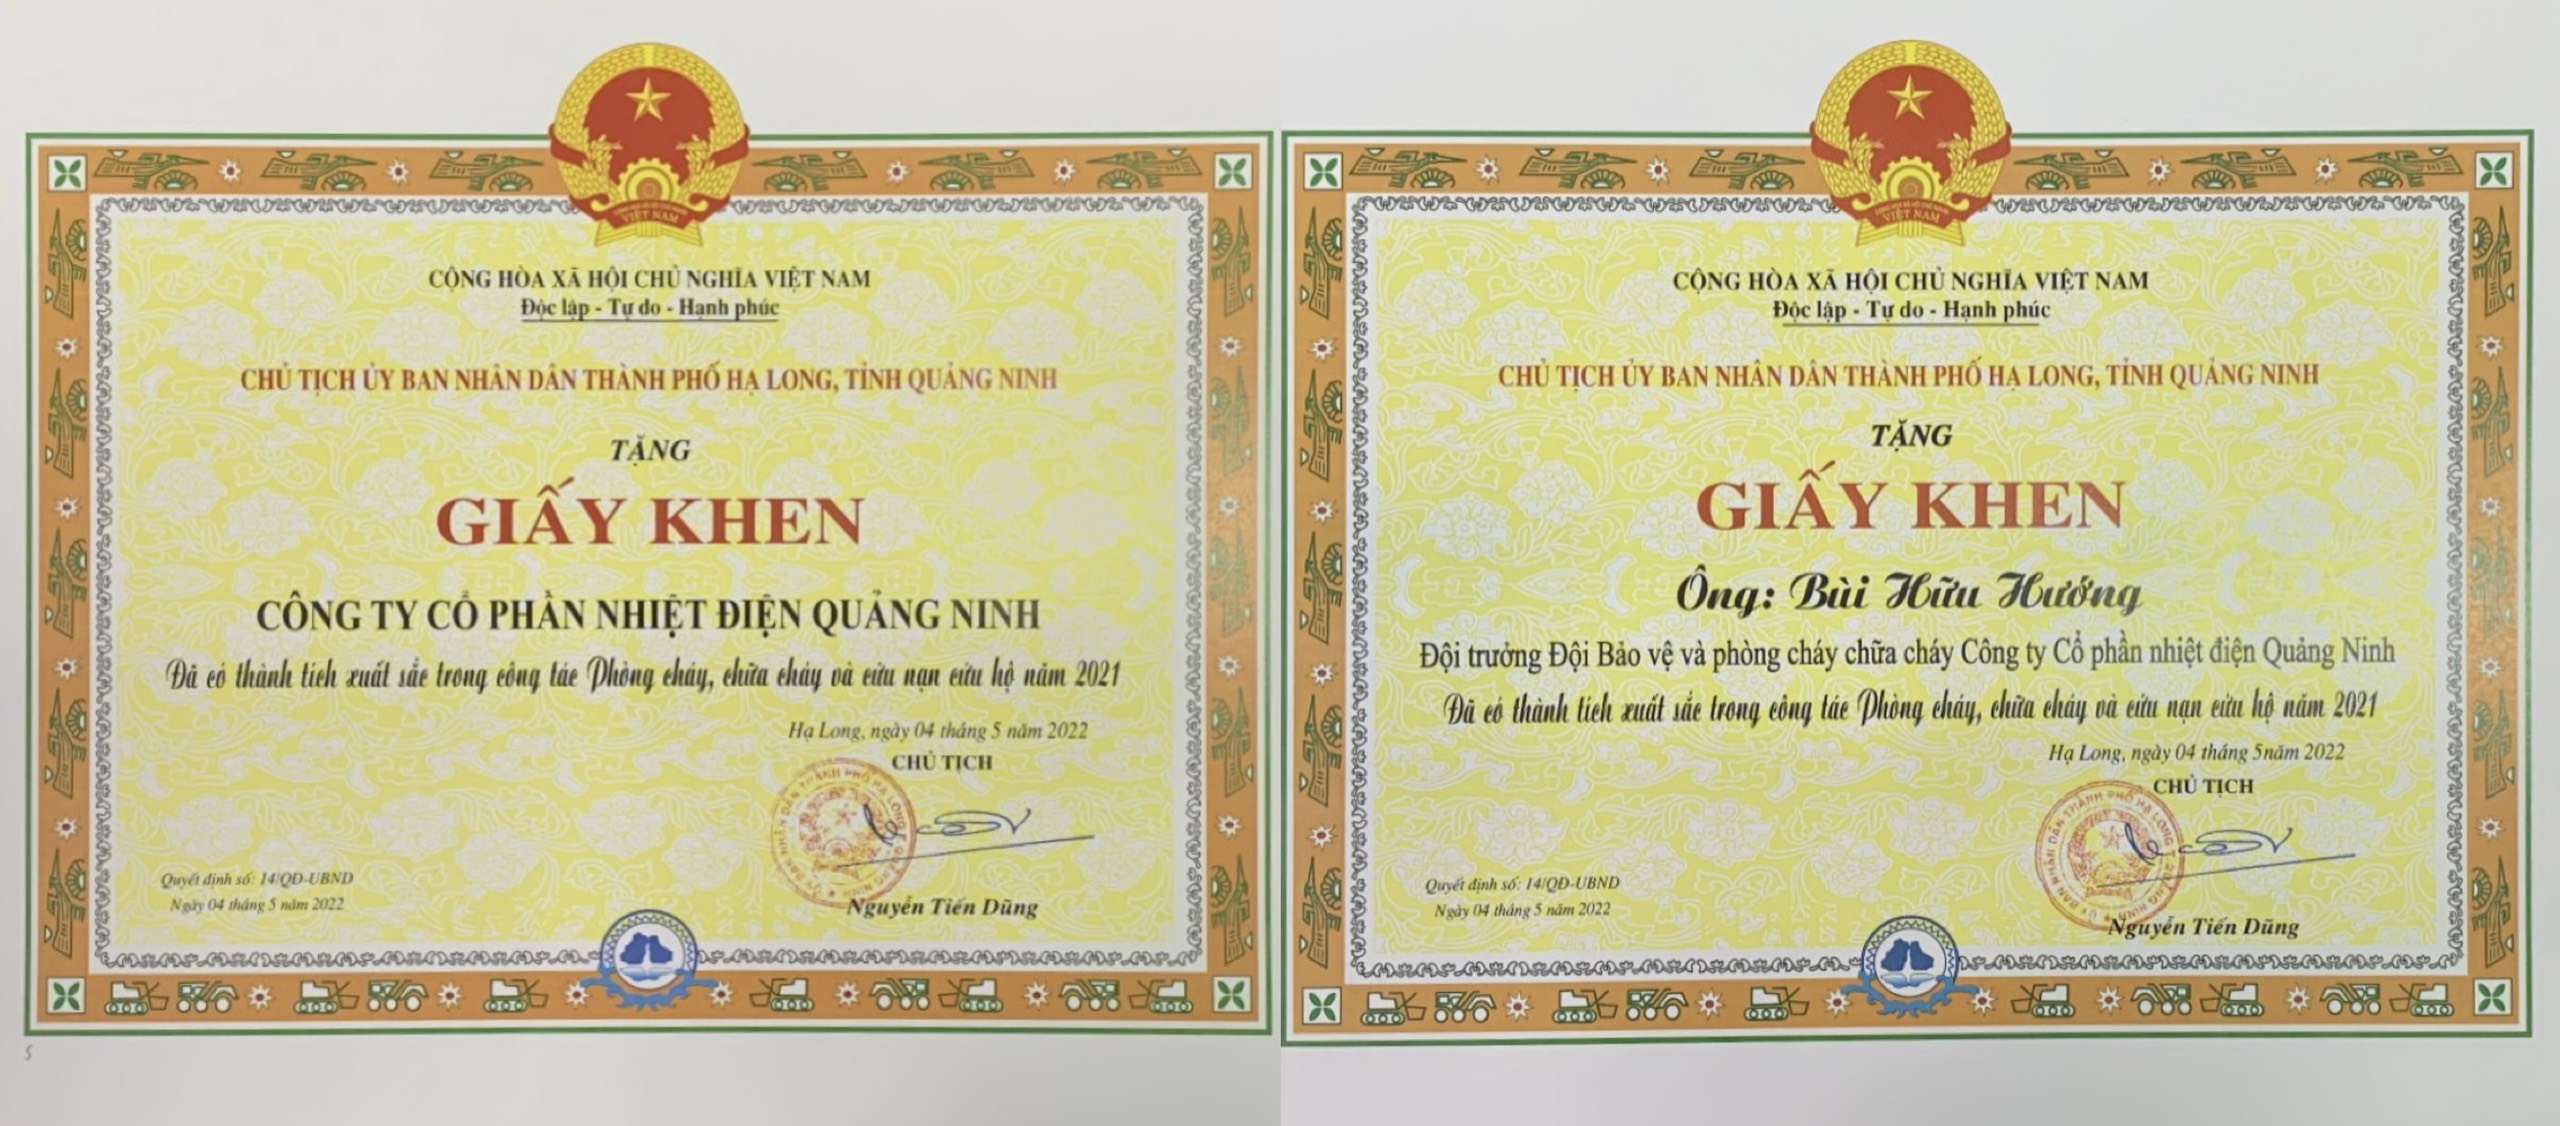 VIỆT NAM
CỘNG HÒA XÃ HỘI CHỦ NGHĨA VIỆT NAM
Độc lập - Tự do - Hạnh phúc
CHỦ TỊCH ỦY BAN NHÂN DÂN THÀNH PHỐ HẠ LONG, TỈNH QUẢNG NINH
TẶNG
GIẤY KHEN
CÔNG TY CỔ PHẦN NHIỆT ĐIỆN QUẢNG NINH
Đã có thành tích xuất sắc trong công tác Phòng cháy, chữa cháy và cứu nạn cứu hộ năm 2021
Hạ Long, ngày 04 tháng 5 năm 2022
CHỦ TỊCH
Quyết định số: 14/QĐ-UBND
Ngày 04 tháng 5 năm 2022
Nguyễn Tiến Dũng
5
VIỆT NAM
CỘNG HÒA XÃ HỘI CHỦ NGHĨA VIỆT NAM
Độc lập - Tự do - Hạnh phúc
CHỦ TỊCH ỦY BAN NHÂN DÂN THÀNH PHỐ HẠ LONG, TỈNH QUẢNG NINH
TẶNG
GIẤY KHEN
Ông: Bùi Hữu Hướng
Đội trưởng Đội Bảo vệ và phòng cháy chữa cháy Công ty Cổ phần nhiệt điện Quảng Ninh
Đã có thành tích xuất sắc trong công tác Phòng cháy, chữa cháy và cứu nạn cứu hộ năm 2021
Hạ Long, ngày 04 tháng 5năm 2022
CHỦ TỊCH
Quyết định số: 14/QĐ-UBND
Ngày 04 tháng 5 năm 2022
Nguyễn Tiến Dũng